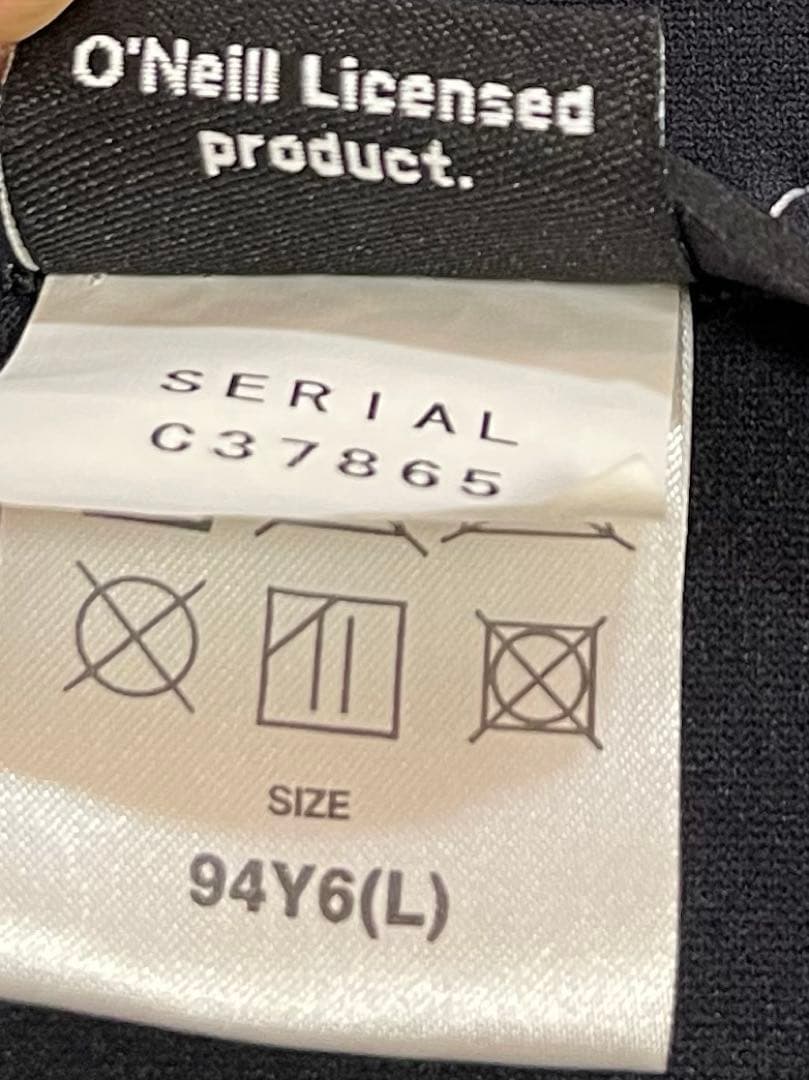 O'Neill Licensed
product.
SERIAL
C37865
SIZE
94Y6(L)